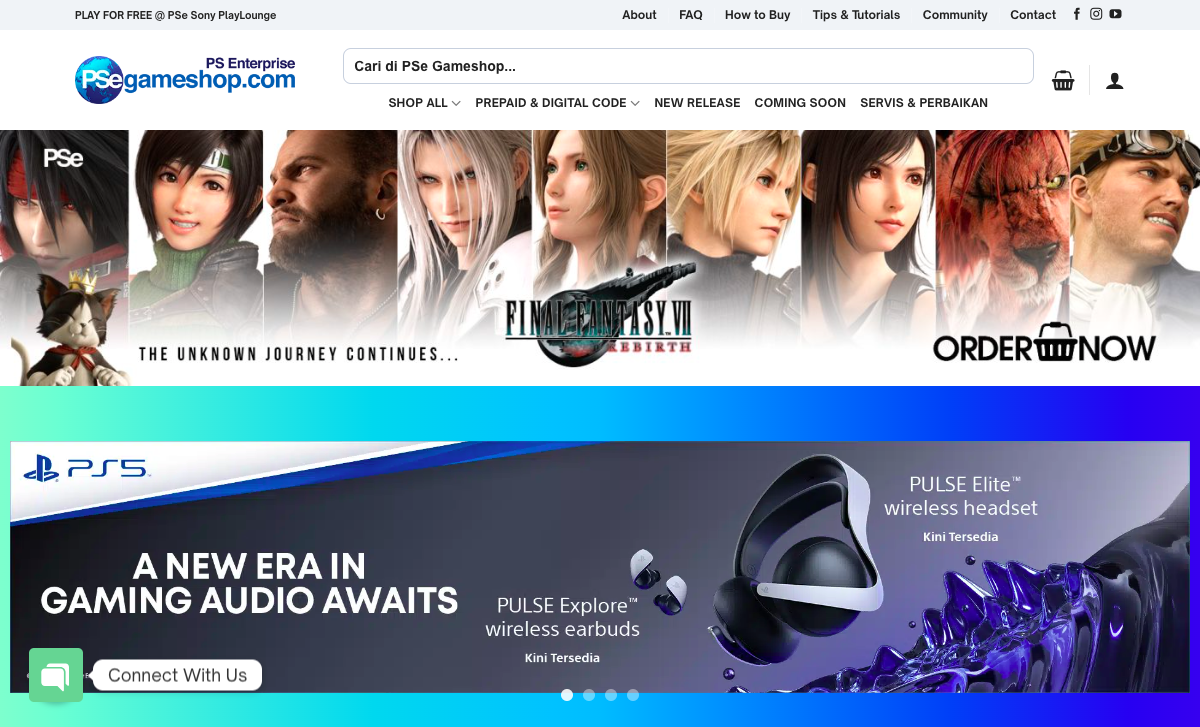 PLAY FOR FREE @ PSe Sony PlayLounge
About FAQ How to Buy Tips & Tutorials Community Contact
PS Enterprise
PSegameshop.com
Cari di PSe Gameshop...
SHOP ALL PREPAID & DIGITAL CODE NEW RELEASE COMING SOON SERVIS & PERBAIKAN
PSe
FINAL FANTASY VII
REBIRTH
THE UNKNOWN JOURNEY CONTINUES...
ORDER NOW
PS5
PULSE Elite™
wireless headset
Kini Tersedia
A NEW ERA IN
GAMING AUDIO AWAITS
PULSE Explore™
wireless earbuds
Kini Tersedia
Connect With Us